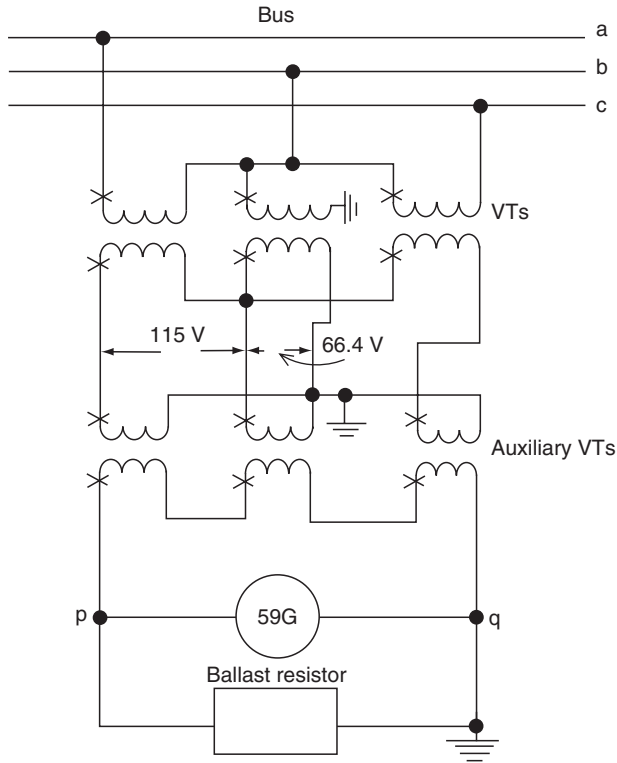 Bus
a
b
c
VTs
115 V
66.4 V
Auxiliary VTs
p
59G
q
Ballast resistor